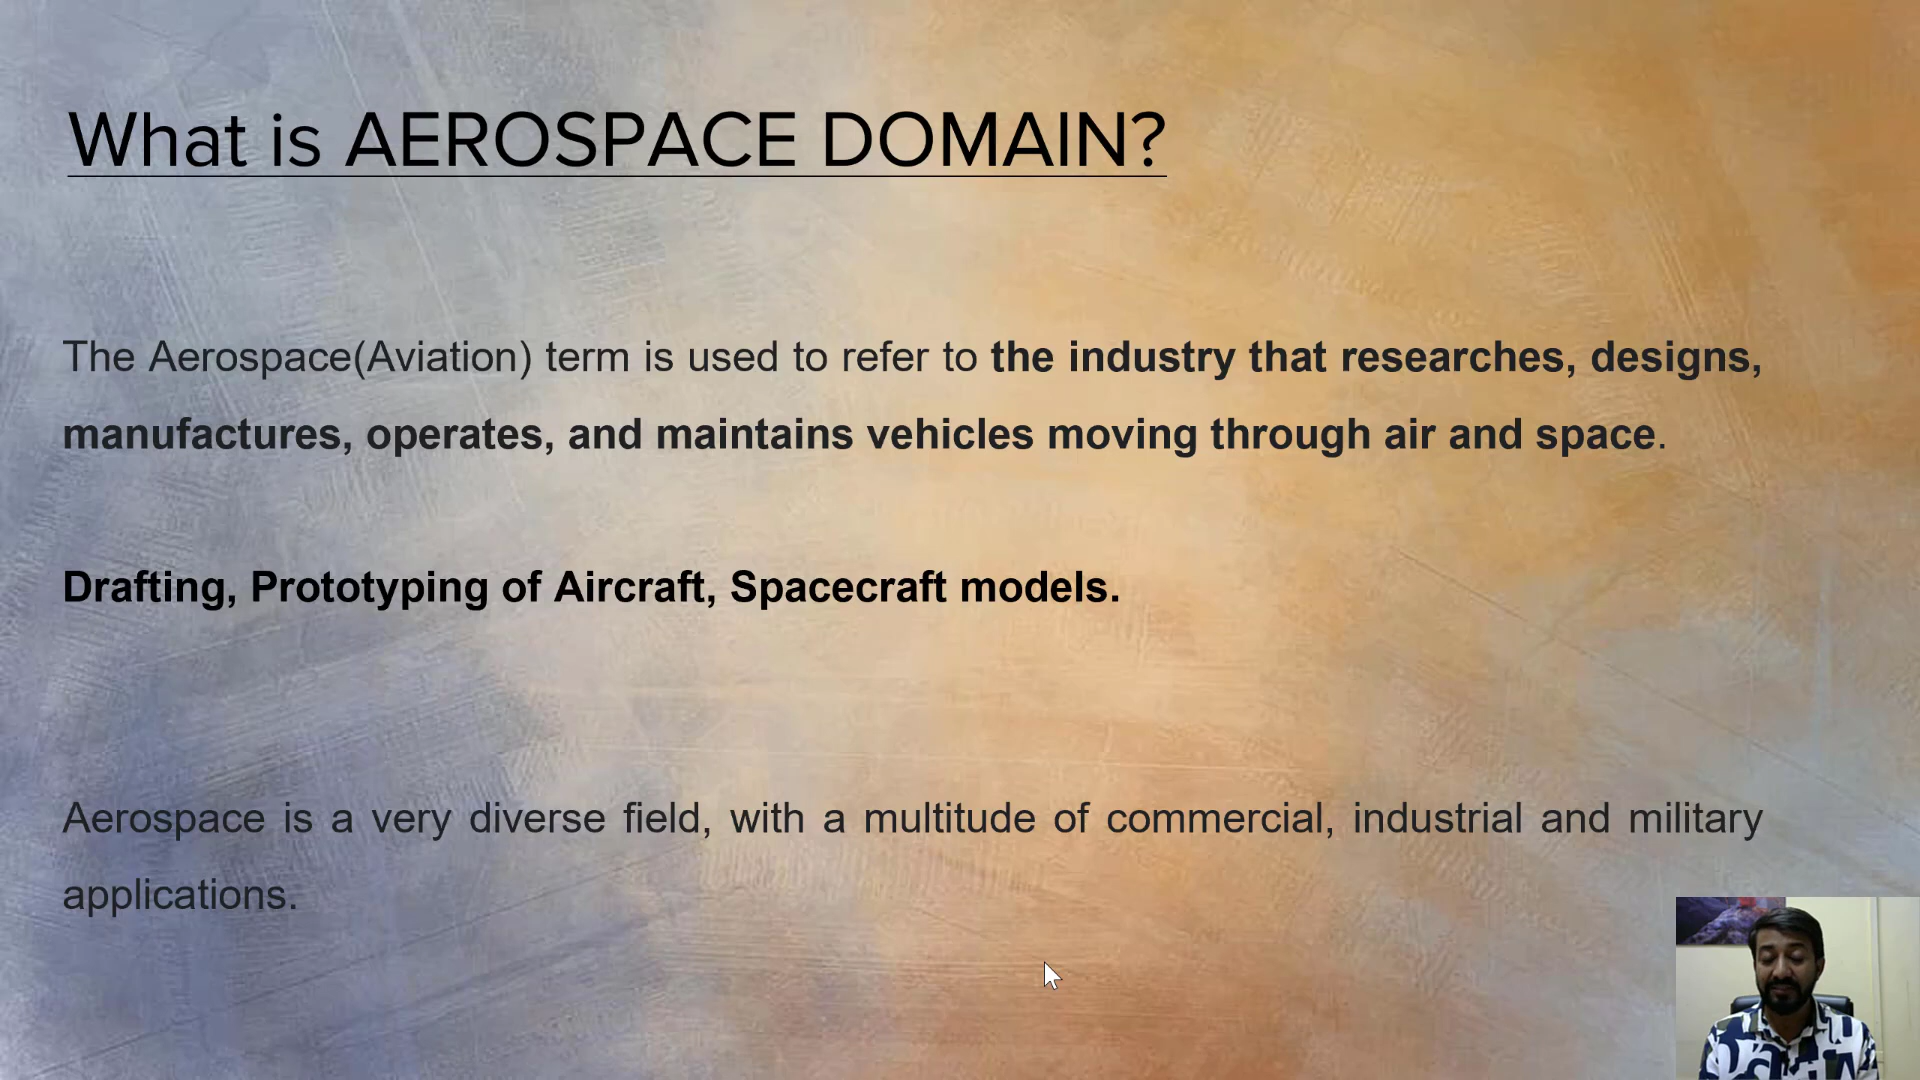 What is AEROSPACE DOMAIN?
The Aerospace(Aviation) term is used to refer to the industry that researches, designs,
manufactures, operates, and maintains vehicles moving through air and space.
Drafting, Prototyping of Aircraft, Spacecraft models.
Aerospace is a very diverse field, with a multitude of commercial, industrial and military
applications.